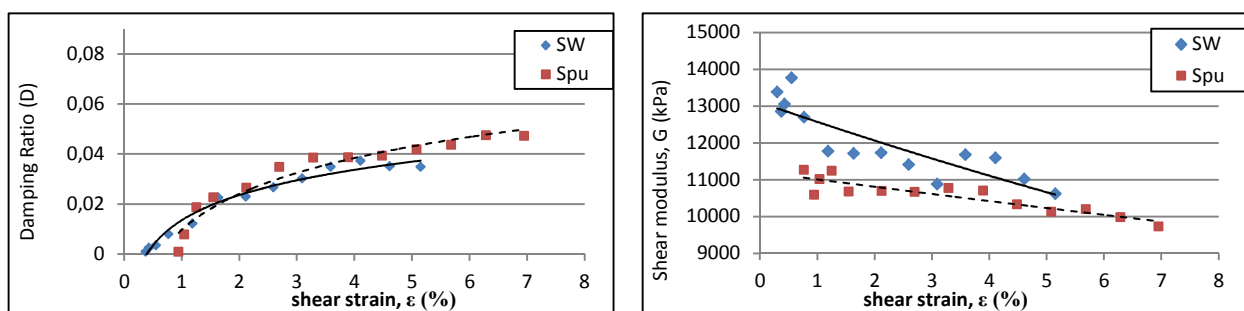 Damping Ratio (D)
0,08
0,06
0,04
0,02
0
0 1 2 3 4 5 6 7 8
shear strain, ε (%)
SW
Spu
Shear modulus, G (kPa)
15000
14000
13000
12000
11000
10000
9000
0 1 2 3 4 5 6 7 8
shear strain, ε (%)
SW
Spu